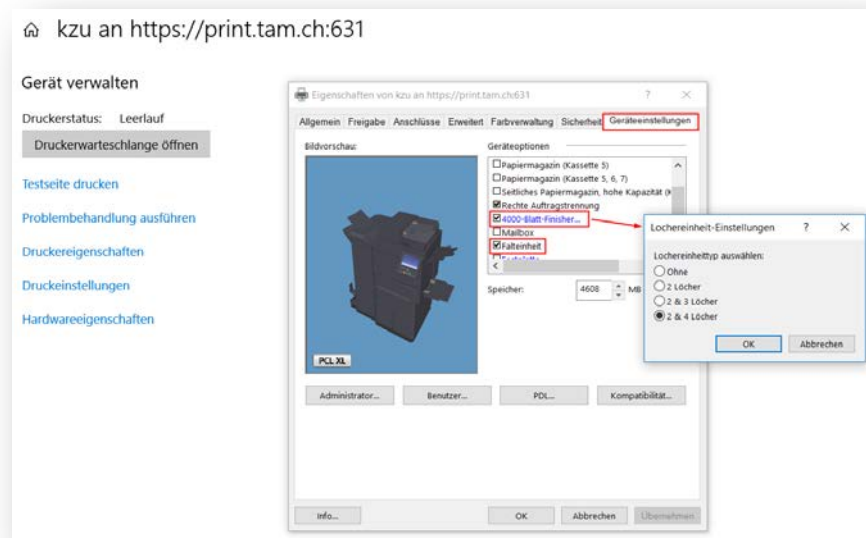 kzu an https://print.tam.ch:631
Gerät verwalten
Druckerstatus: Leerlauf
Druckerwarteschlange öffnen
Testseite drucken
Problembehandlung ausführen
Druckereigenschaften
Druckeinstellungen
Hardwareeigenschaften
Eigenschaften von kzu an https://print.tam.ch:631
Allgemein Freigabe Anschlüsse Erweitert Farbverwaltung Sicherheit Geräteeinstellungen
Bildvorschau:
PCL XL
Geräteoptionen
Papiermagazin (Kassette 5)
Papiermagazin (Kassette 5, 6, 7)
Seitliches Papiermagazin, hohe Kapazität (K
Rechte Auftragstrennung
4000-Blatt-Finisher...
Mailbox
Falteinheit
Speicher: 4608 MB
Administrator... Benutzer... PDL... Kompatibilität...
Info... OK Abbrechen Übernehmen
Lochereinheit-Einstellungen
Lochereinheittyp auswählen:
Ohne
2 Löcher
2 & 3 Löcher
2 & 4 Löcher
OK Abbrechen